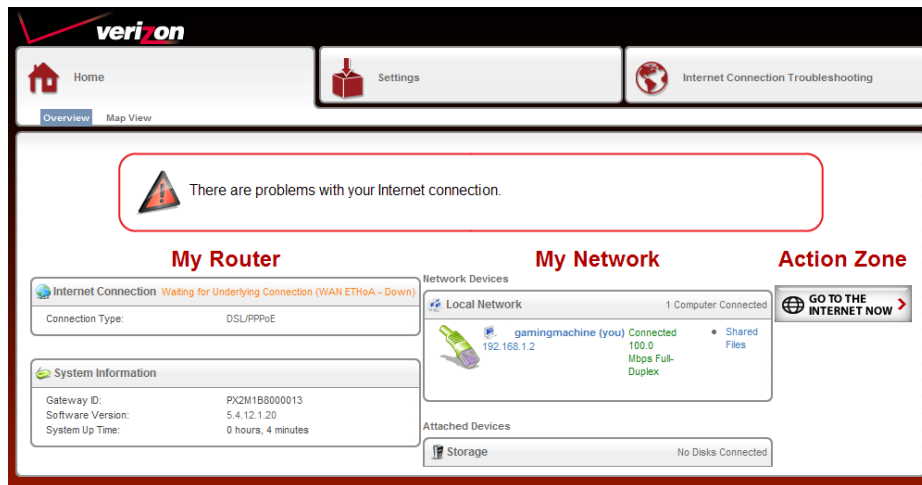 verizon
Home
Settings
Internet Connection Troubleshooting
Overview Map View
There are problems with your Internet connection.
My Router
My Network
Action Zone
Internet Connection Waiting for Underlying Connection (WAN ETHoA - Down)
Connection Type: DSL/PPPoE
System Information
Gateway ID: PX2M1B8000013
Software Version: 5.4.12.1.20
System Up Time: 0 hours, 4 minutes
Network Devices
Local Network 1 Computer Connected
gamingmachine (you)
192.168.1.2
Connected
100.0
Mbps Full-
Duplex
Shared
Files
Attached Devices
Storage No Disks Connected
GO TO THE
INTERNET NOW